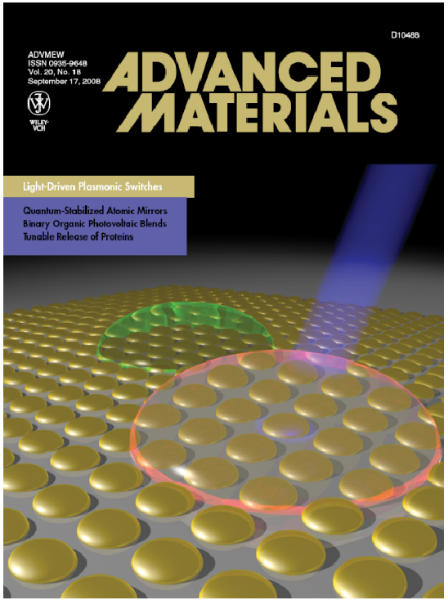 D10488
ADVMEW
ISSN 0935-9648
Vol. 20, No. 18
September 17, 2008
WILEY-
VCH
ADVANCED
MATERIALS
Light-Driven Plasmonic Switches
Quantum-Stabilized Atomic Mirrors
Binary Organic Photovoltaic Blends
Tunable Release of Proteins